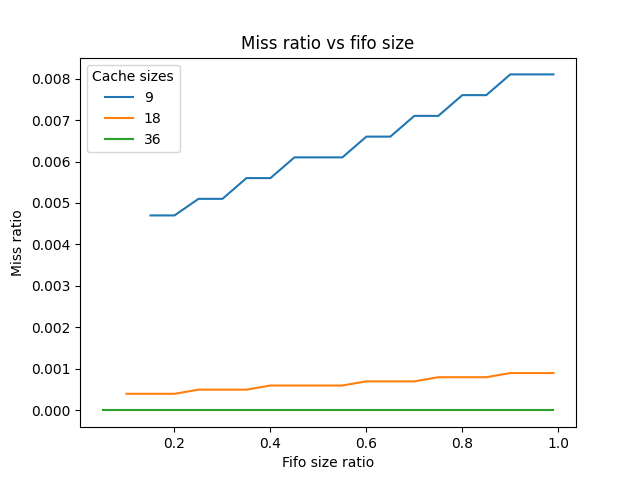 Miss ratio vs fifo size
Cache sizes
9
18
36
0.008
0.007
0.006
0.005
0.004
0.003
0.002
0.001
0.000
Miss ratio
0.2 0.4 0.6 0.8 1.0
Fifo size ratio